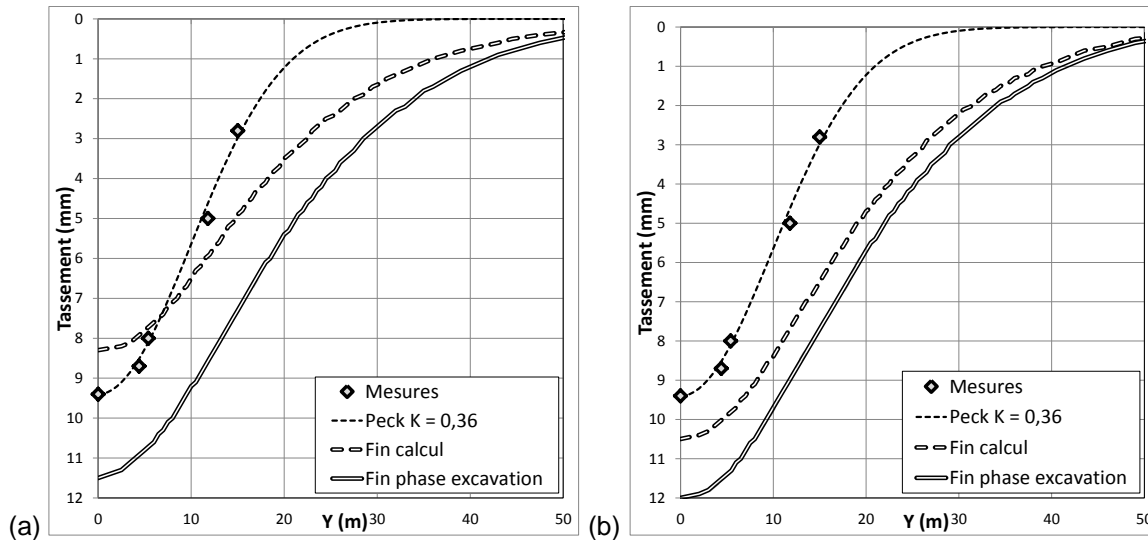 0
1
2
3
4
5
6
7
8
9
10
11
12
Tassement (mm)
0 10 20 30 40 50
Y (m)
Mesures
Peck K = 0,36
Fin calcul
Fin phase excavation
(a)
0
1
2
3
4
5
6
7
8
9
10
11
12
Tassement (mm)
0 10 20 30 40 50
Y (m)
Mesures
Peck K = 0,36
Fin calcul
Fin phase excavation
(b)